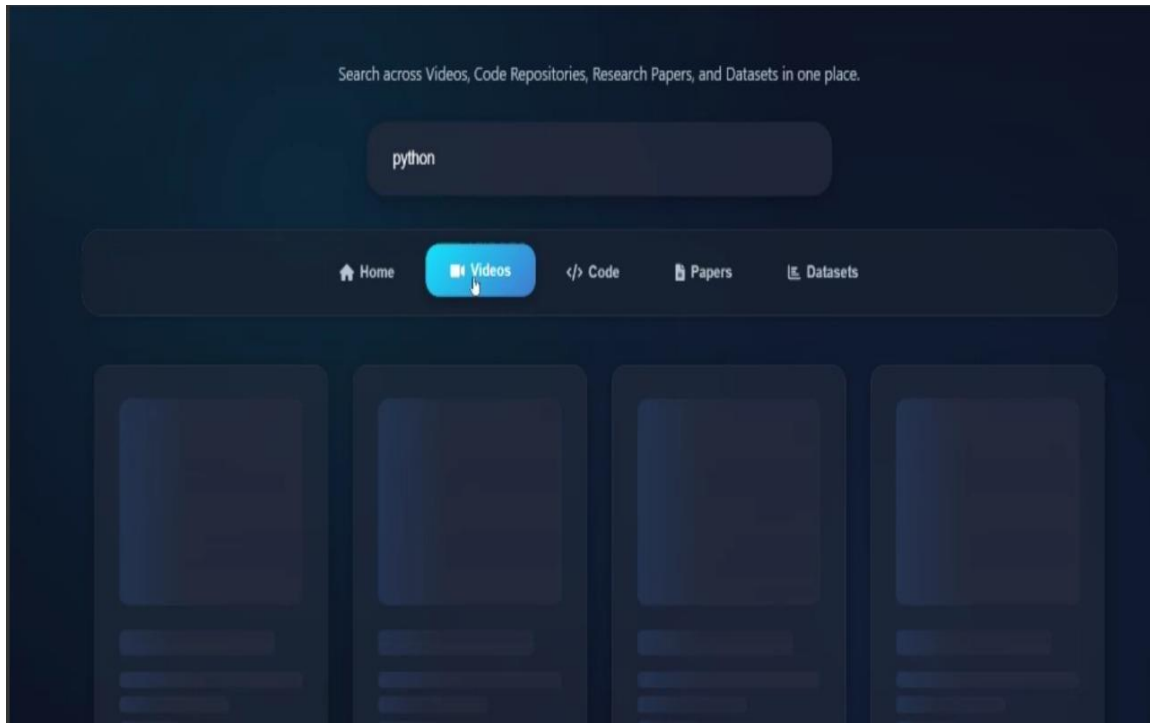 Search across Videos, Code Repositories, Research Papers, and Datasets in one place.
python
Home Videos </> Code Papers Datasets